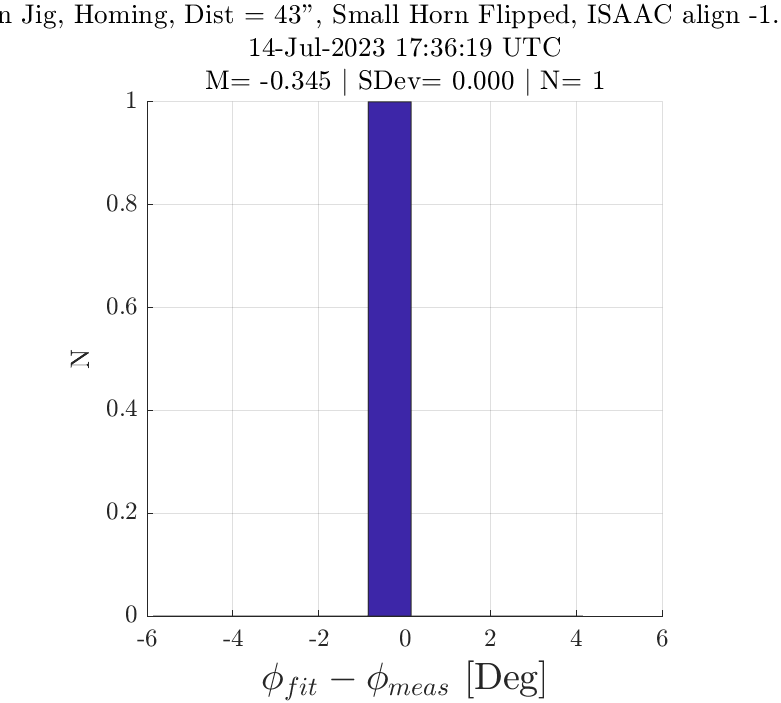 n Jig, Homing, Dist = 43”, Small Horn Flipped, ISAAC align -1.
14-Jul-2023 17:36:19 UTC
M= -0.345 | SDev= 0.000 | N= 1
1
0.8
0.6
0.4
0.2
0
N
-6 -4 -2 0 2 4 6
ϕ_fit − ϕ_meas [Deg]